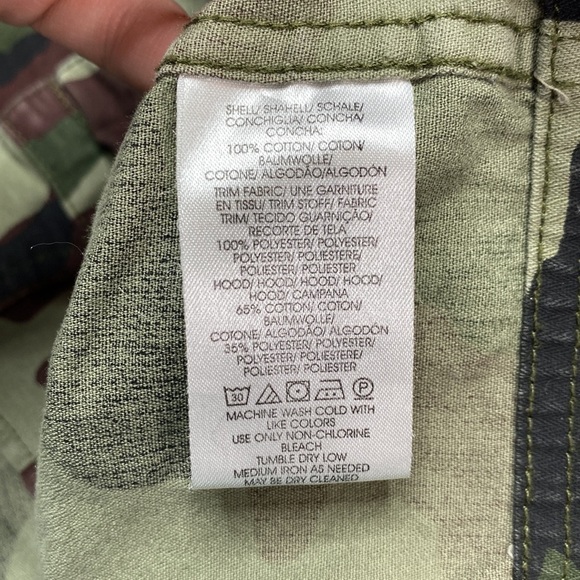 SHELL/ SHAHELL/ SCHALE/
CONCHIGLIA/ CONCHA/
CONCHA:
100% COTTON/ COTON/
BAUMWOLLE/
COTONE/ ALGODÃO/ ALGODÓN
TRIM FABRIC/ UNE GARNITURE
EN TISSU/ TRIM STOFF/ FABRIC
TRIM/ TECIDO GUARNIÇÃO/
RECORTE DE TELA
100% POLYESTER/ POLYESTER/
POLYESTER/ POLIESTERE/
POLIESTER/ POLIESTER
HOOD/ HOOD/ HOOD/ HOOD/
HOOD/ CAMPANA
65% COTTON/ COTON/
BAUMWOLLE/
COTONE/ ALGODÃO/ ALGODÓN
35% POLYESTER/ POLYESTER/
POLYESTER/ POLIESTERE/
POLIESTER/ POLIESTER
30 P
MACHINE WASH COLD WITH
LIKE COLORS
USE ONLY NON-CHLORINE
BLEACH
TUMBLE DRY LOW
MEDIUM IRON AS NEEDED
MAY BE DRY CLEANED